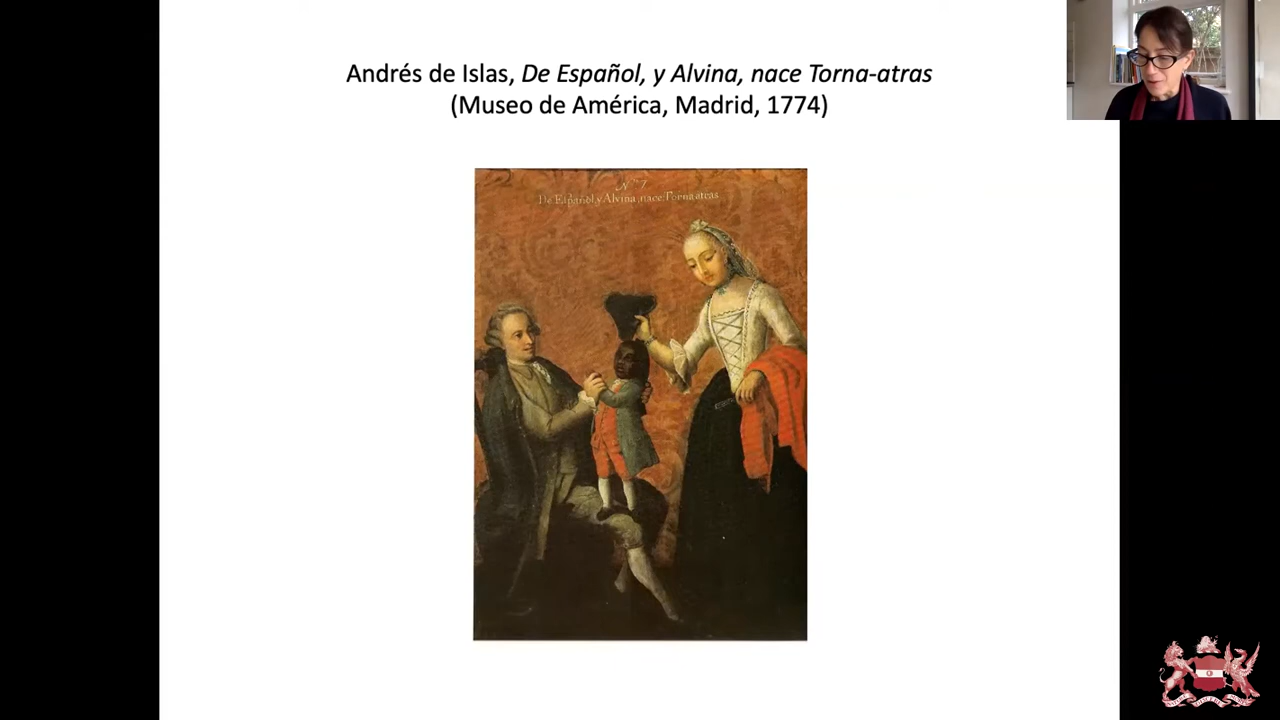 Andrés de Islas, De Español, y Alvina, nace Torna-atras
(Museo de América, Madrid, 1774)
De Español, y Alvina, nace Torna atras